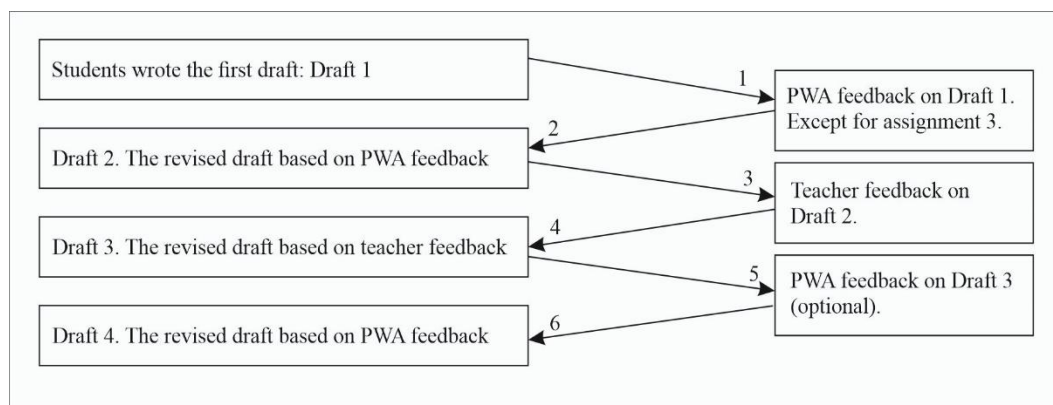 Students wrote the first draft: Draft 1
1
PWA feedback on Draft 1.
Except for assignment 3.
2
Draft 2. The revised draft based on PWA feedback
3
Teacher feedback on
Draft 2.
4
Draft 3. The revised draft based on teacher feedback
5
PWA feedback on Draft 3
(optional).
6
Draft 4. The revised draft based on PWA feedback